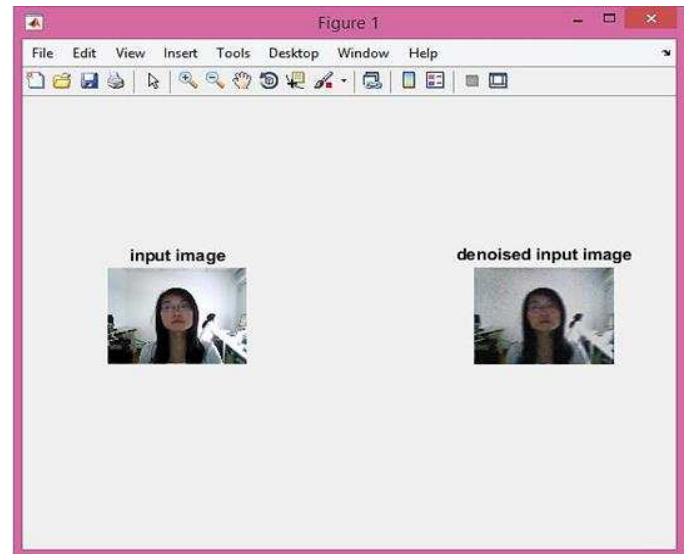 Figure 1
File Edit View Insert Tools Desktop Window Help
input image
denoised input image